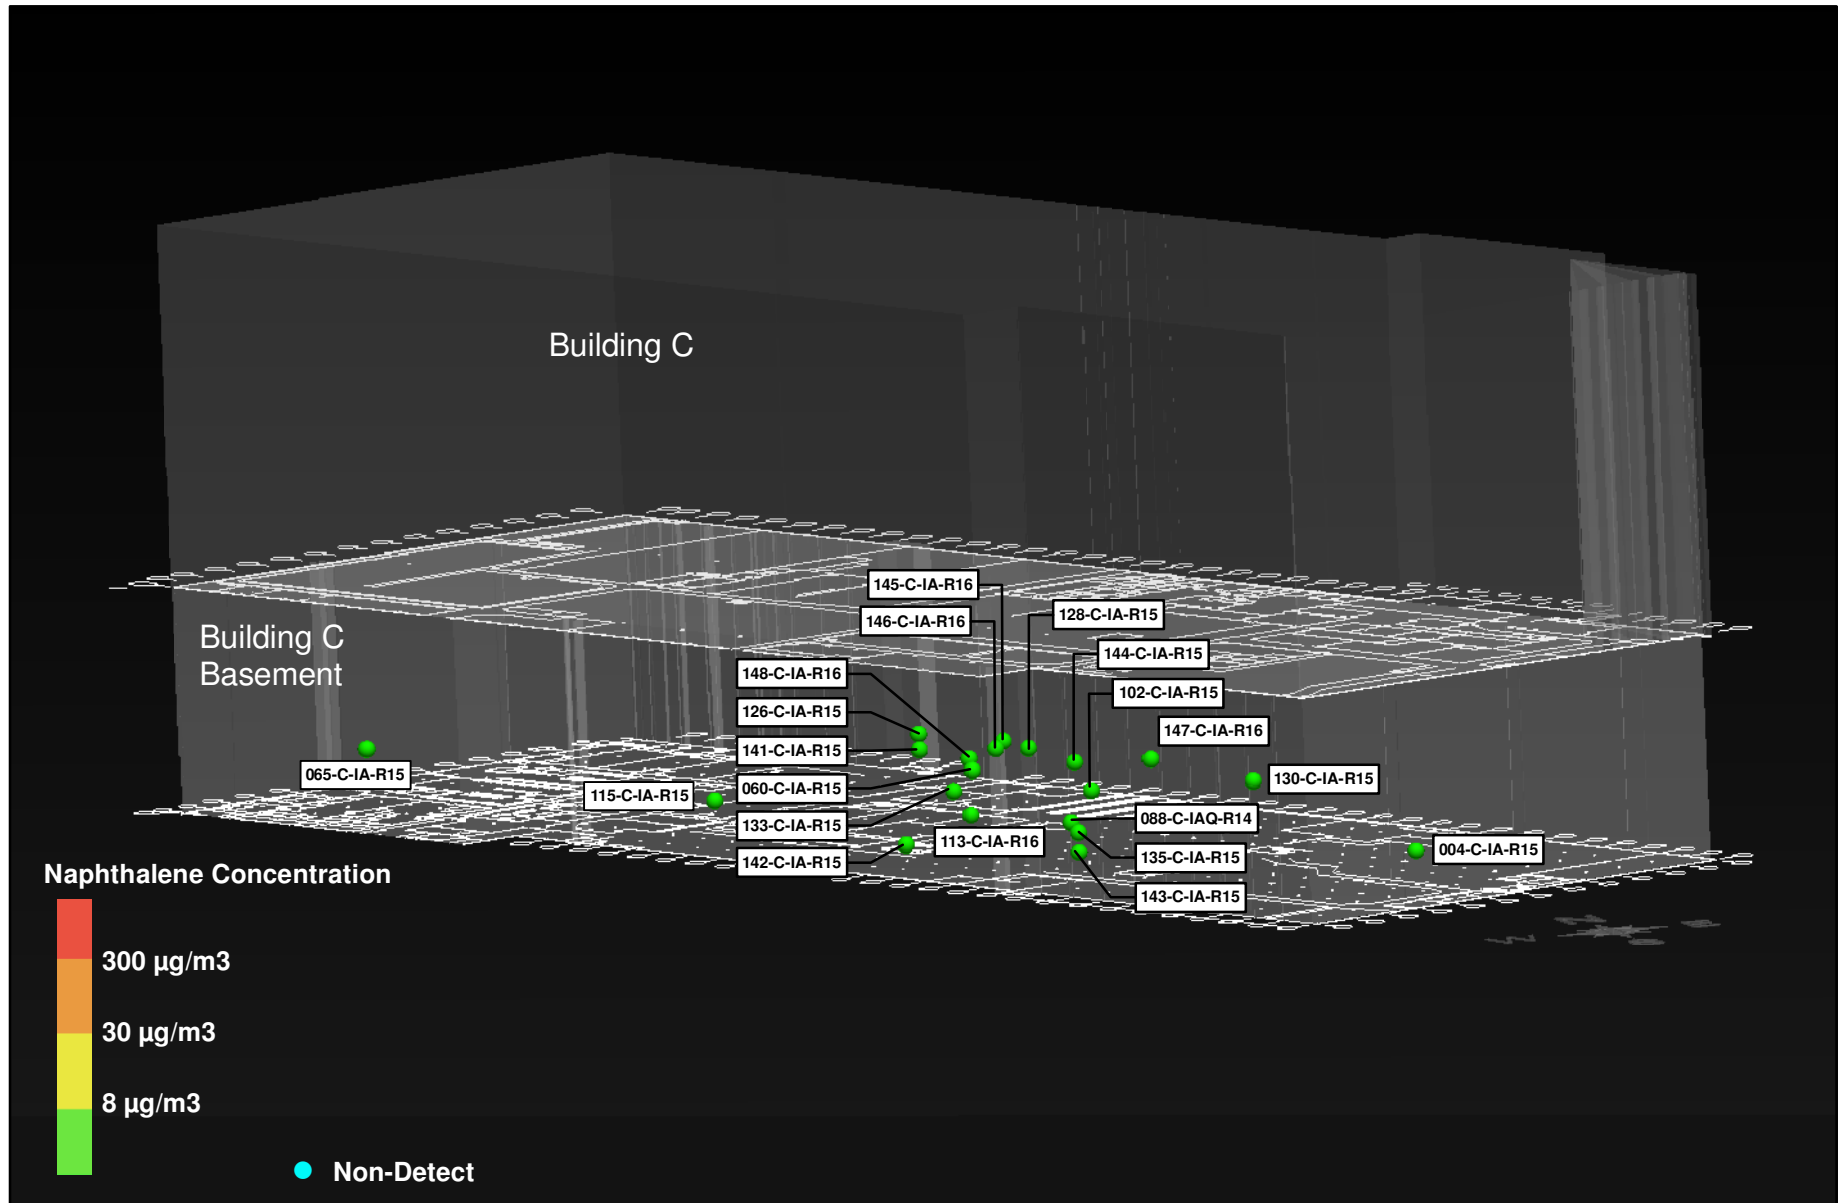 Building C
145-C-IA-R16
128-C-IA-R15
146-C-IA-R16
Building C
Basement
144-C-IA-R15
148-C-IA-R16
102-C-IA-R15
126-C-IA-R15
147-C-IA-R16
141-C-IA-R15
065-C-IA-R15
130-C-IA-R15
060-C-IA-R15
115-C-IA-R15
088-C-IAQ-R14
133-C-IA-R15
113-C-IA-R16
004-C-IA-R15
135-C-IA-R15
142-C-IA-R15
143-C-IA-R15
Naphthalene Concentration
300 µg/m3
30 µg/m3
8 µg/m3
Non-Detect